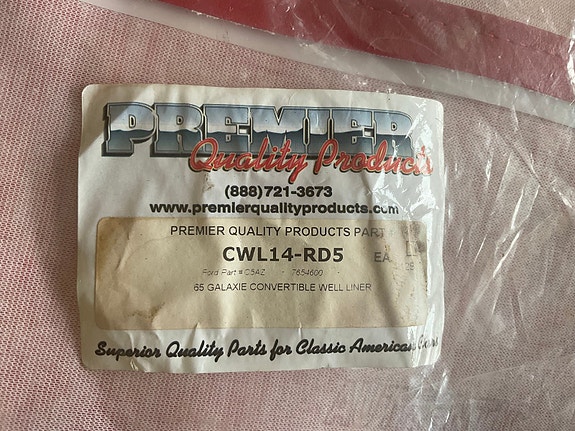 PREMIER
Quality Products
(888)721-3673
www.premierqualityproducts.com
PREMIER QUALITY PRODUCTS PART #
CWL14-RD5
EA
Ford Part # C5AZ - 7654600 -
65 GALAXIE CONVERTIBLE WELL LINER
Superior Quality Parts for Classic American Cars